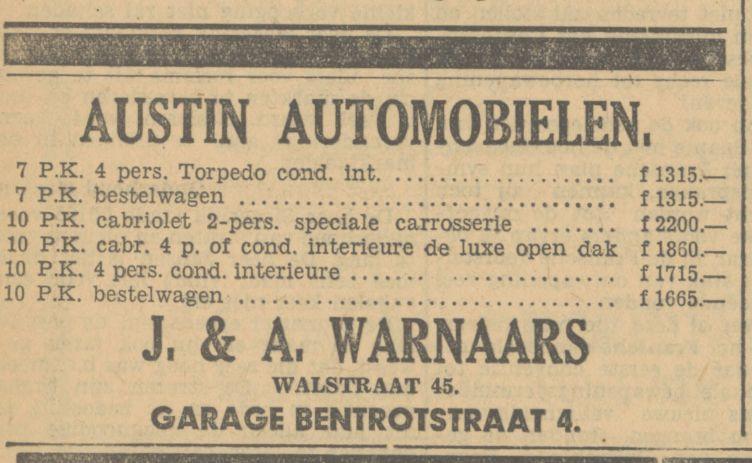 AUSTIN AUTOMOBIELEN.
7 P.K. 4 pers. Torpedo cond. int. .................. f 1315.—
7 P.K. bestelwagen .............................. f 1315.—
10 P.K. cabriolet 2-pers. speciale carrosserie ........ f 2200.—
10 P.K. cabr. 4 p. of cond. interieure de luxe open dak f 1860.—
10 P.K. 4 pers. cond. interieure ..................... f 1715.—
10 P.K. bestelwagen .............................. f 1665.—
J. & A. WARNAARS
WALSTRAAT 45.
GARAGE BENTROTSTRAAT 4.